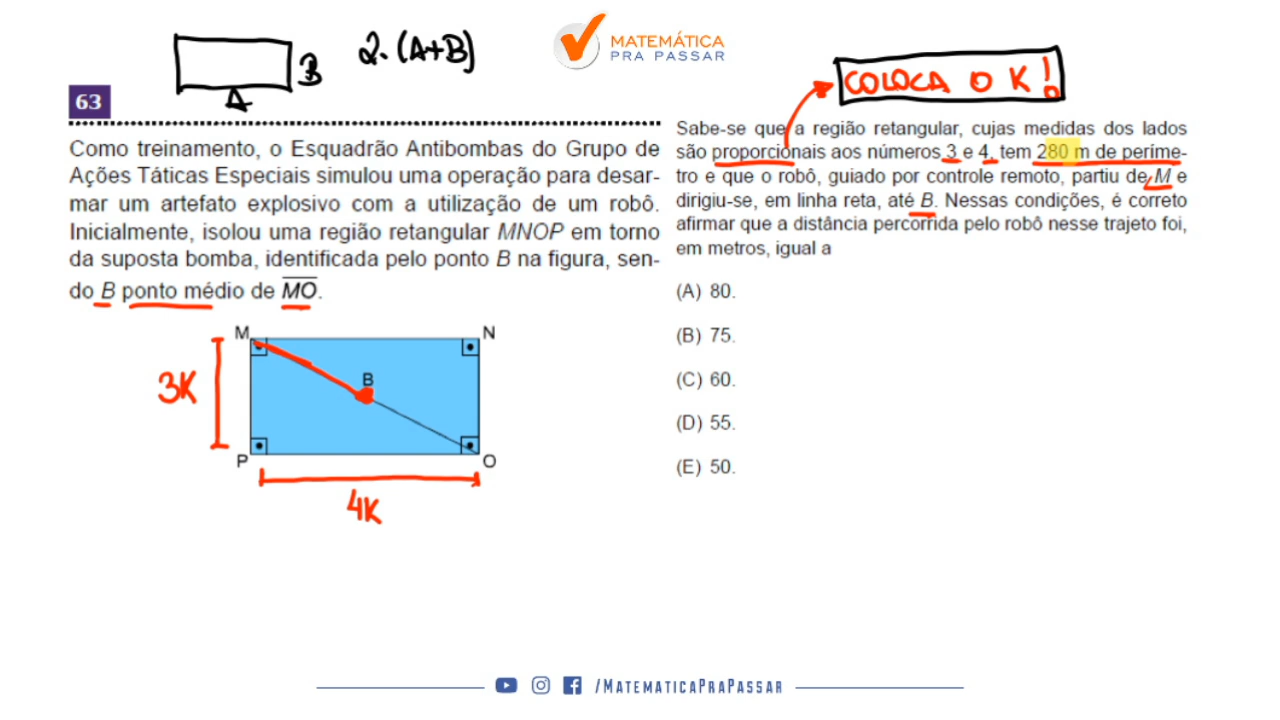 B
A
2.(A+B)
MATEMÁTICA
PRA PASSAR
COLOCA O K!
63
Como treinamento, o Esquadrão Antibombas do Grupo de
Ações Táticas Especiais simulou uma operação para desar-
mar um artefato explosivo com a utilização de um robô.
Inicialmente, isolou uma região retangular MNOP em torno
da suposta bomba, identificada pelo ponto B na figura, sen-
do B ponto médio de MO.
M
N
B
3K
P
O
4K
Sabe-se que a região retangular, cujas medidas dos lados
são proporcionais aos números 3 e 4, tem 280 m de períme-
tro e que o robô, guiado por controle remoto, partiu de M e
dirigiu-se, em linha reta, até B. Nessas condições, é correto
afirmar que a distância percorrida pelo robô nesse trajeto foi,
em metros, igual a
(A) 80.
(B) 75.
(C) 60.
(D) 55.
(E) 50.
/MATEMATICAPRAPASSAR